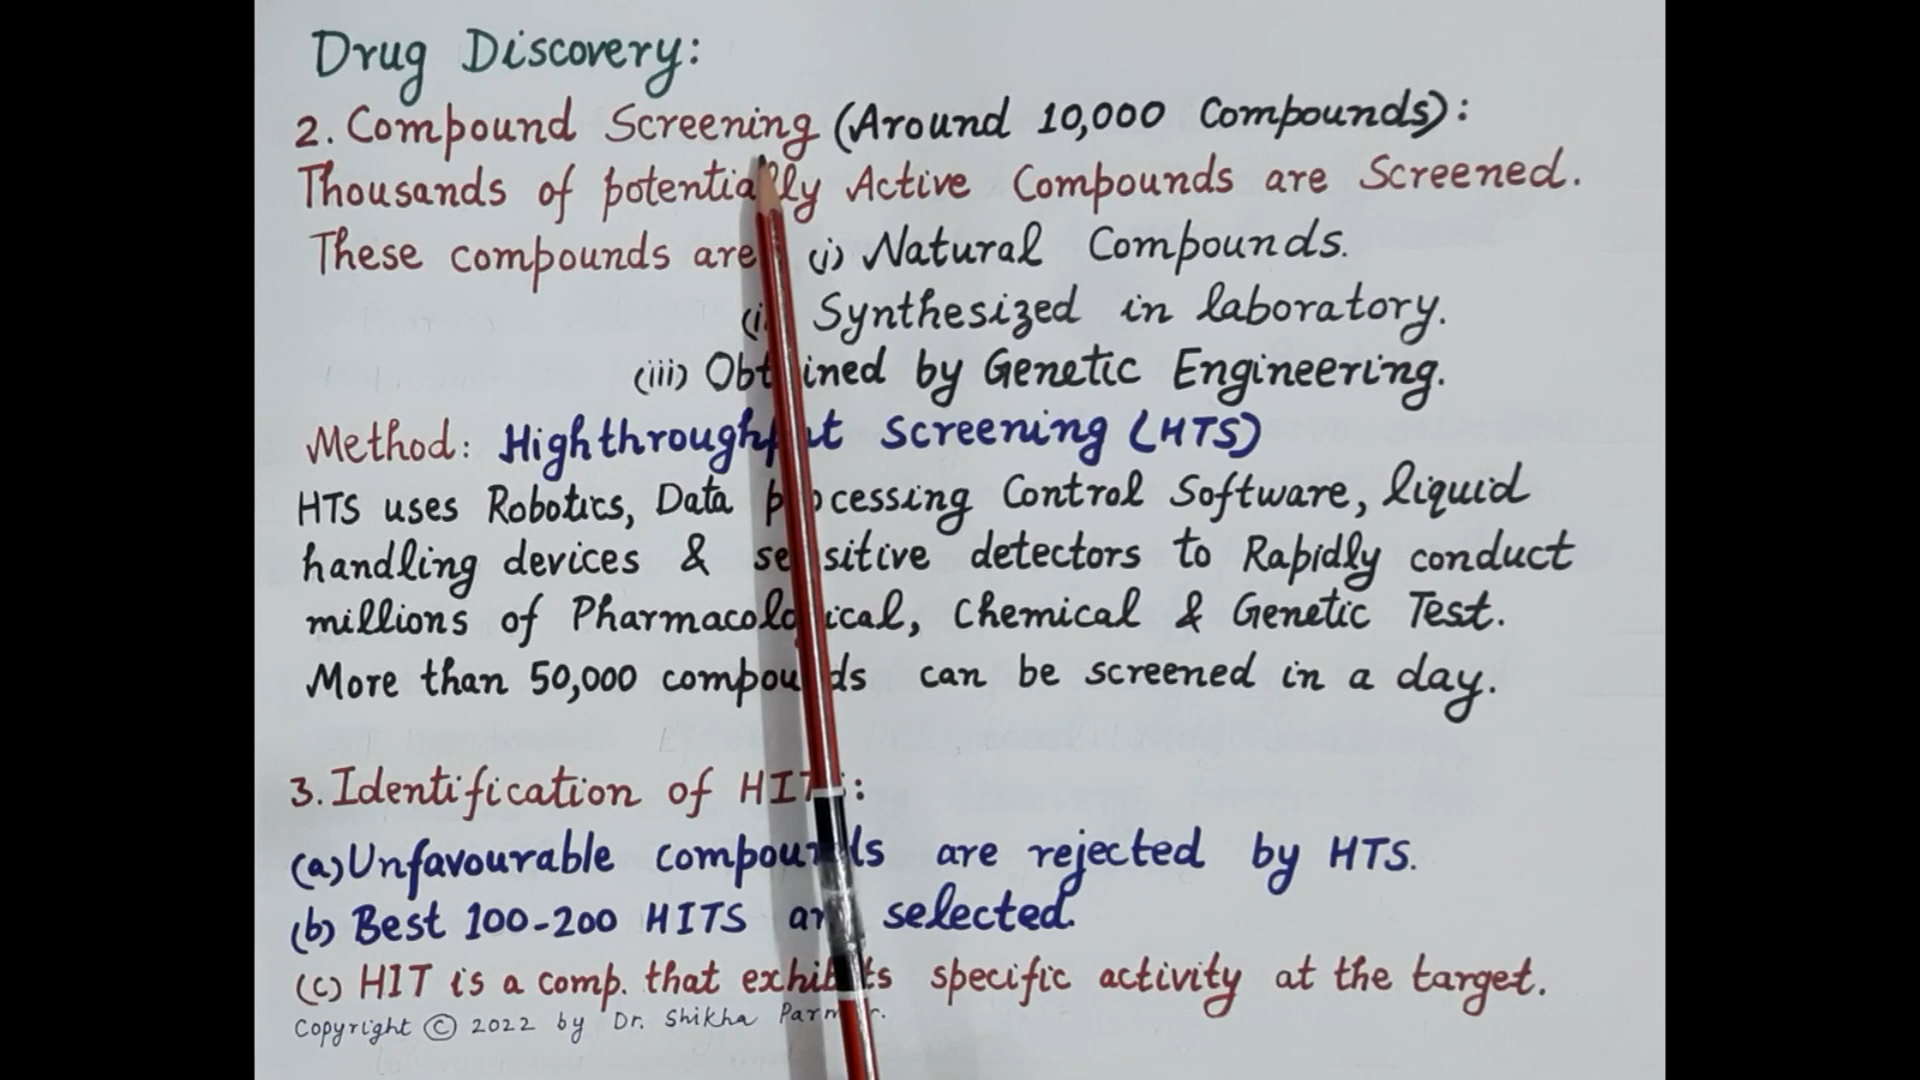 Drug Discovery:
2. Compound Screening (Around 10,000 Compounds):
Thousands of potentially Active Compounds are Screened.
These compounds are (i) Natural Compounds.
(ii) Synthesized in laboratory.
(iii) Obtained by Genetic Engineering.
Method: High throughput Screening (HTS)
HTS uses Robotics, Data processing Control Software, liquid
handling devices & sensitive detectors to Rapidly conduct
millions of Pharmacological, Chemical & Genetic Test.
More than 50,000 compounds can be screened in a day.
3. Identification of HITS:
(a) Unfavourable compounds are rejected by HTS.
(b) Best 100-200 HITS are selected.
(c) HIT is a comp. that exhibits specific activity at the target.
Copyright © 2022 by Dr. Shikha Parmar.